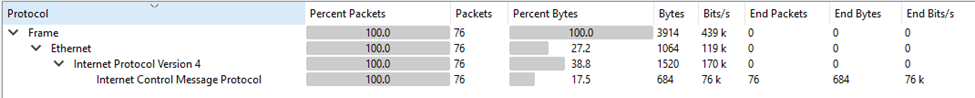 Protocol Percent Packets Packets Percent Bytes Bytes Bits/s End Packets End Bytes End Bits/s
Frame 100.0 76 100.0 3914 439 k 0 0 0
Ethernet 100.0 76 27.2 1064 119 k 0 0 0
Internet Protocol Version 4 100.0 76 38.8 1520 170 k 0 0 0
Internet Control Message Protocol 100.0 76 17.5 684 76 k 76 684 76 k